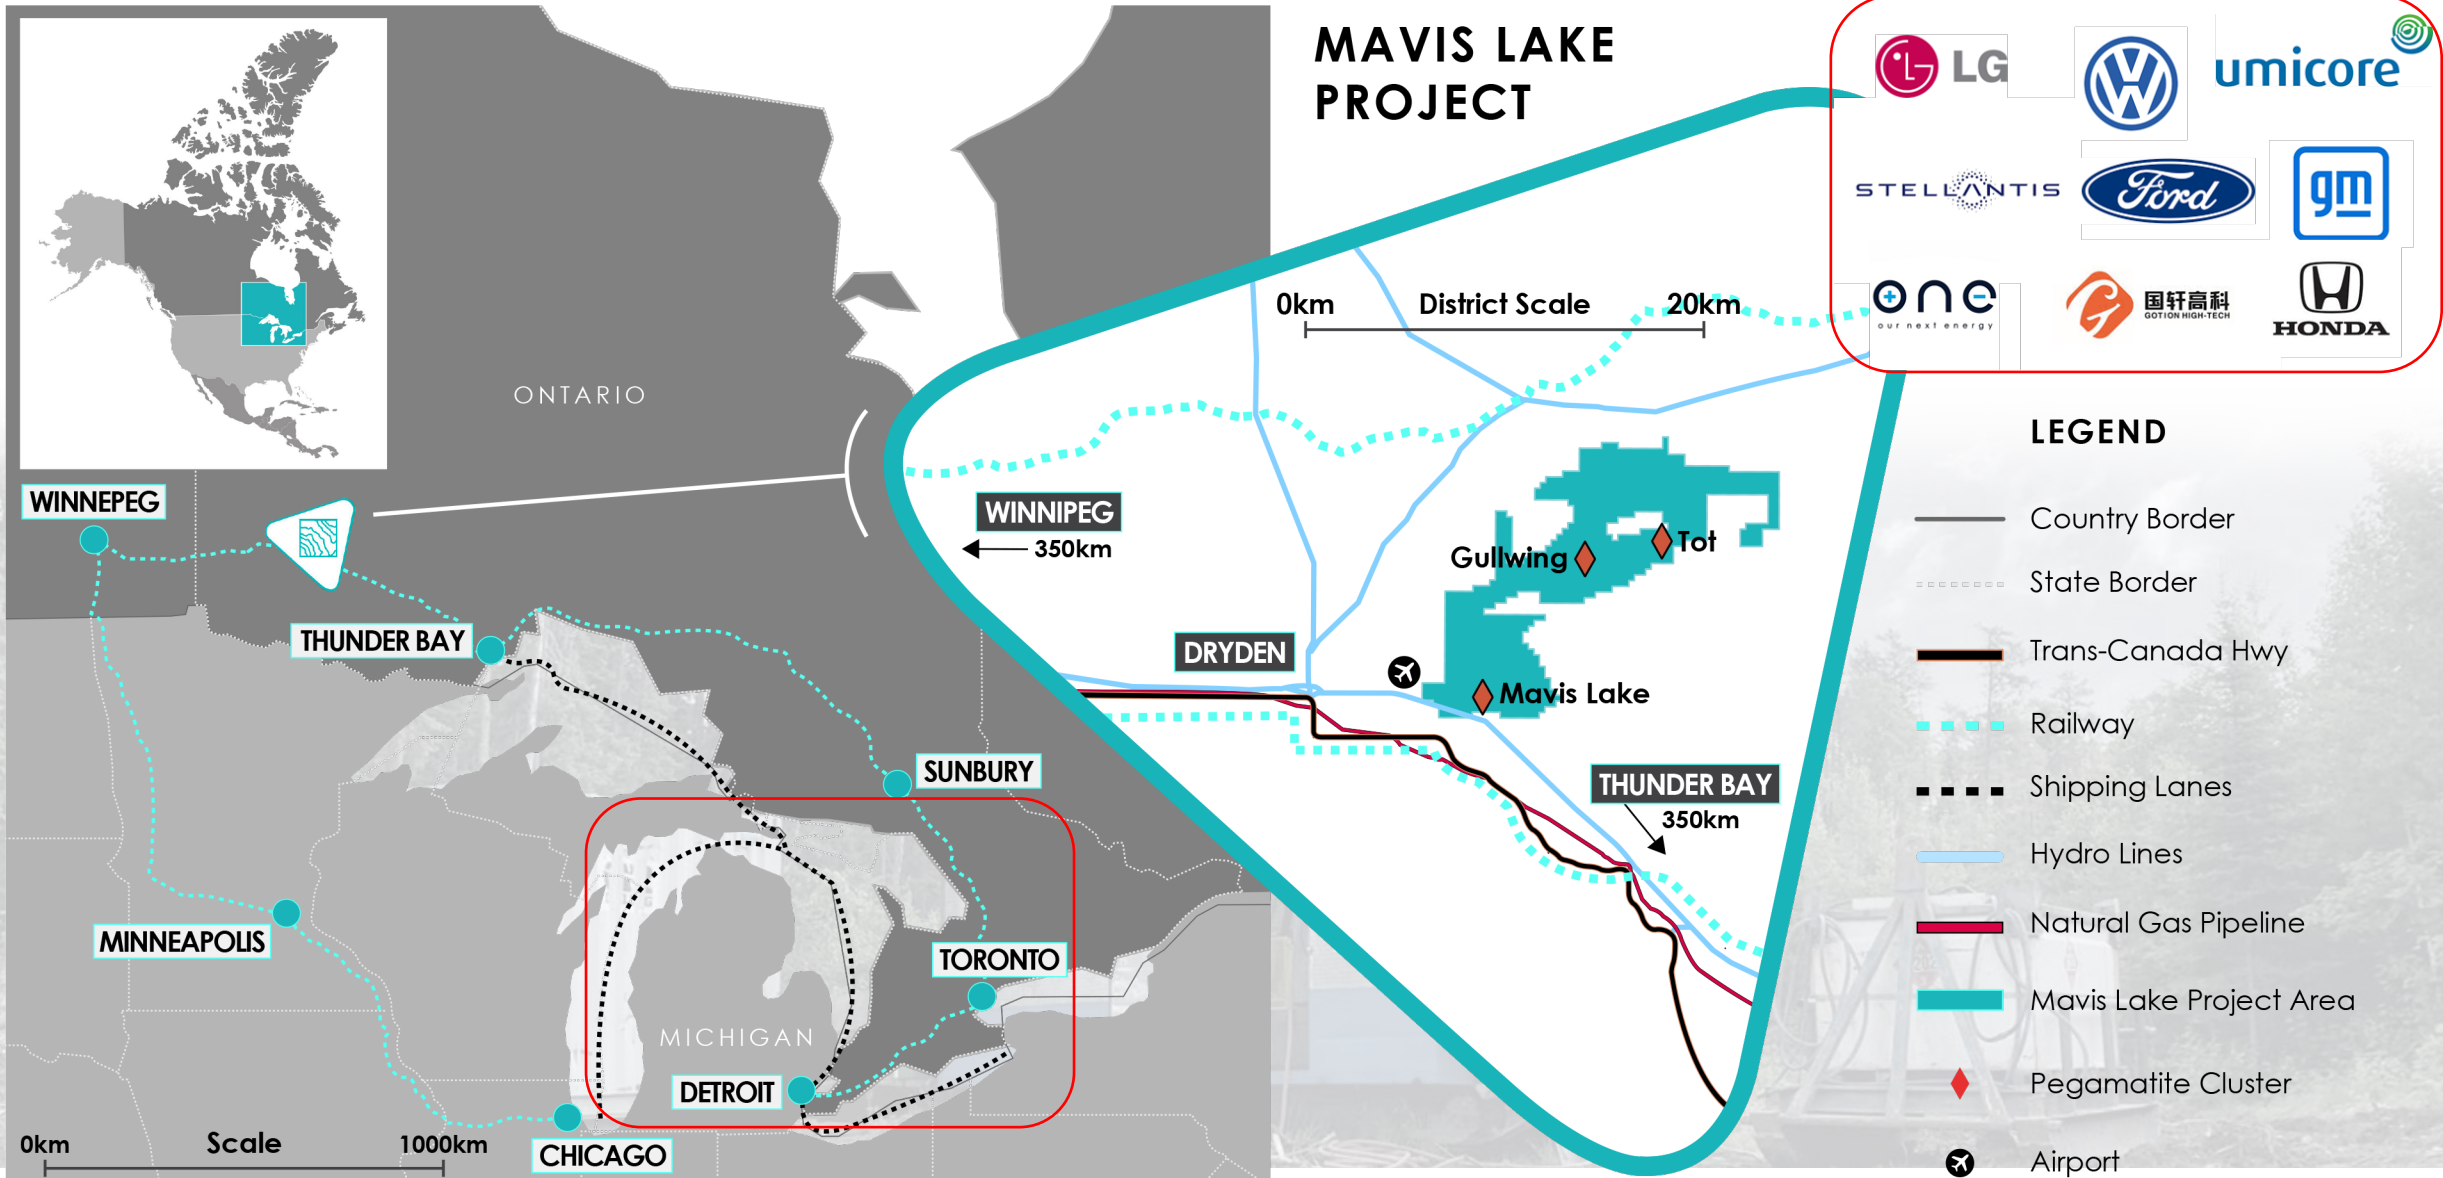 MAVIS LAKE
PROJECT
LG
umicore
STELLANTIS
Ford
gm
one
our next energy
国轩高科
GOTION HIGH-TECH
HONDA
0km District Scale 20km
ONTARIO
WINNEPEG
THUNDER BAY
SUNBURY
MINNEAPOLIS
TORONTO
MICHIGAN
DETROIT
CHICAGO
0km Scale 1000km
WINNIPEG
350km
Gullwing
Tot
DRYDEN
Mavis Lake
THUNDER BAY
350km
LEGEND
Country Border
State Border
Trans-Canada Hwy
Railway
Shipping Lanes
Hydro Lines
Natural Gas Pipeline
Mavis Lake Project Area
Pegamatite Cluster
Airport